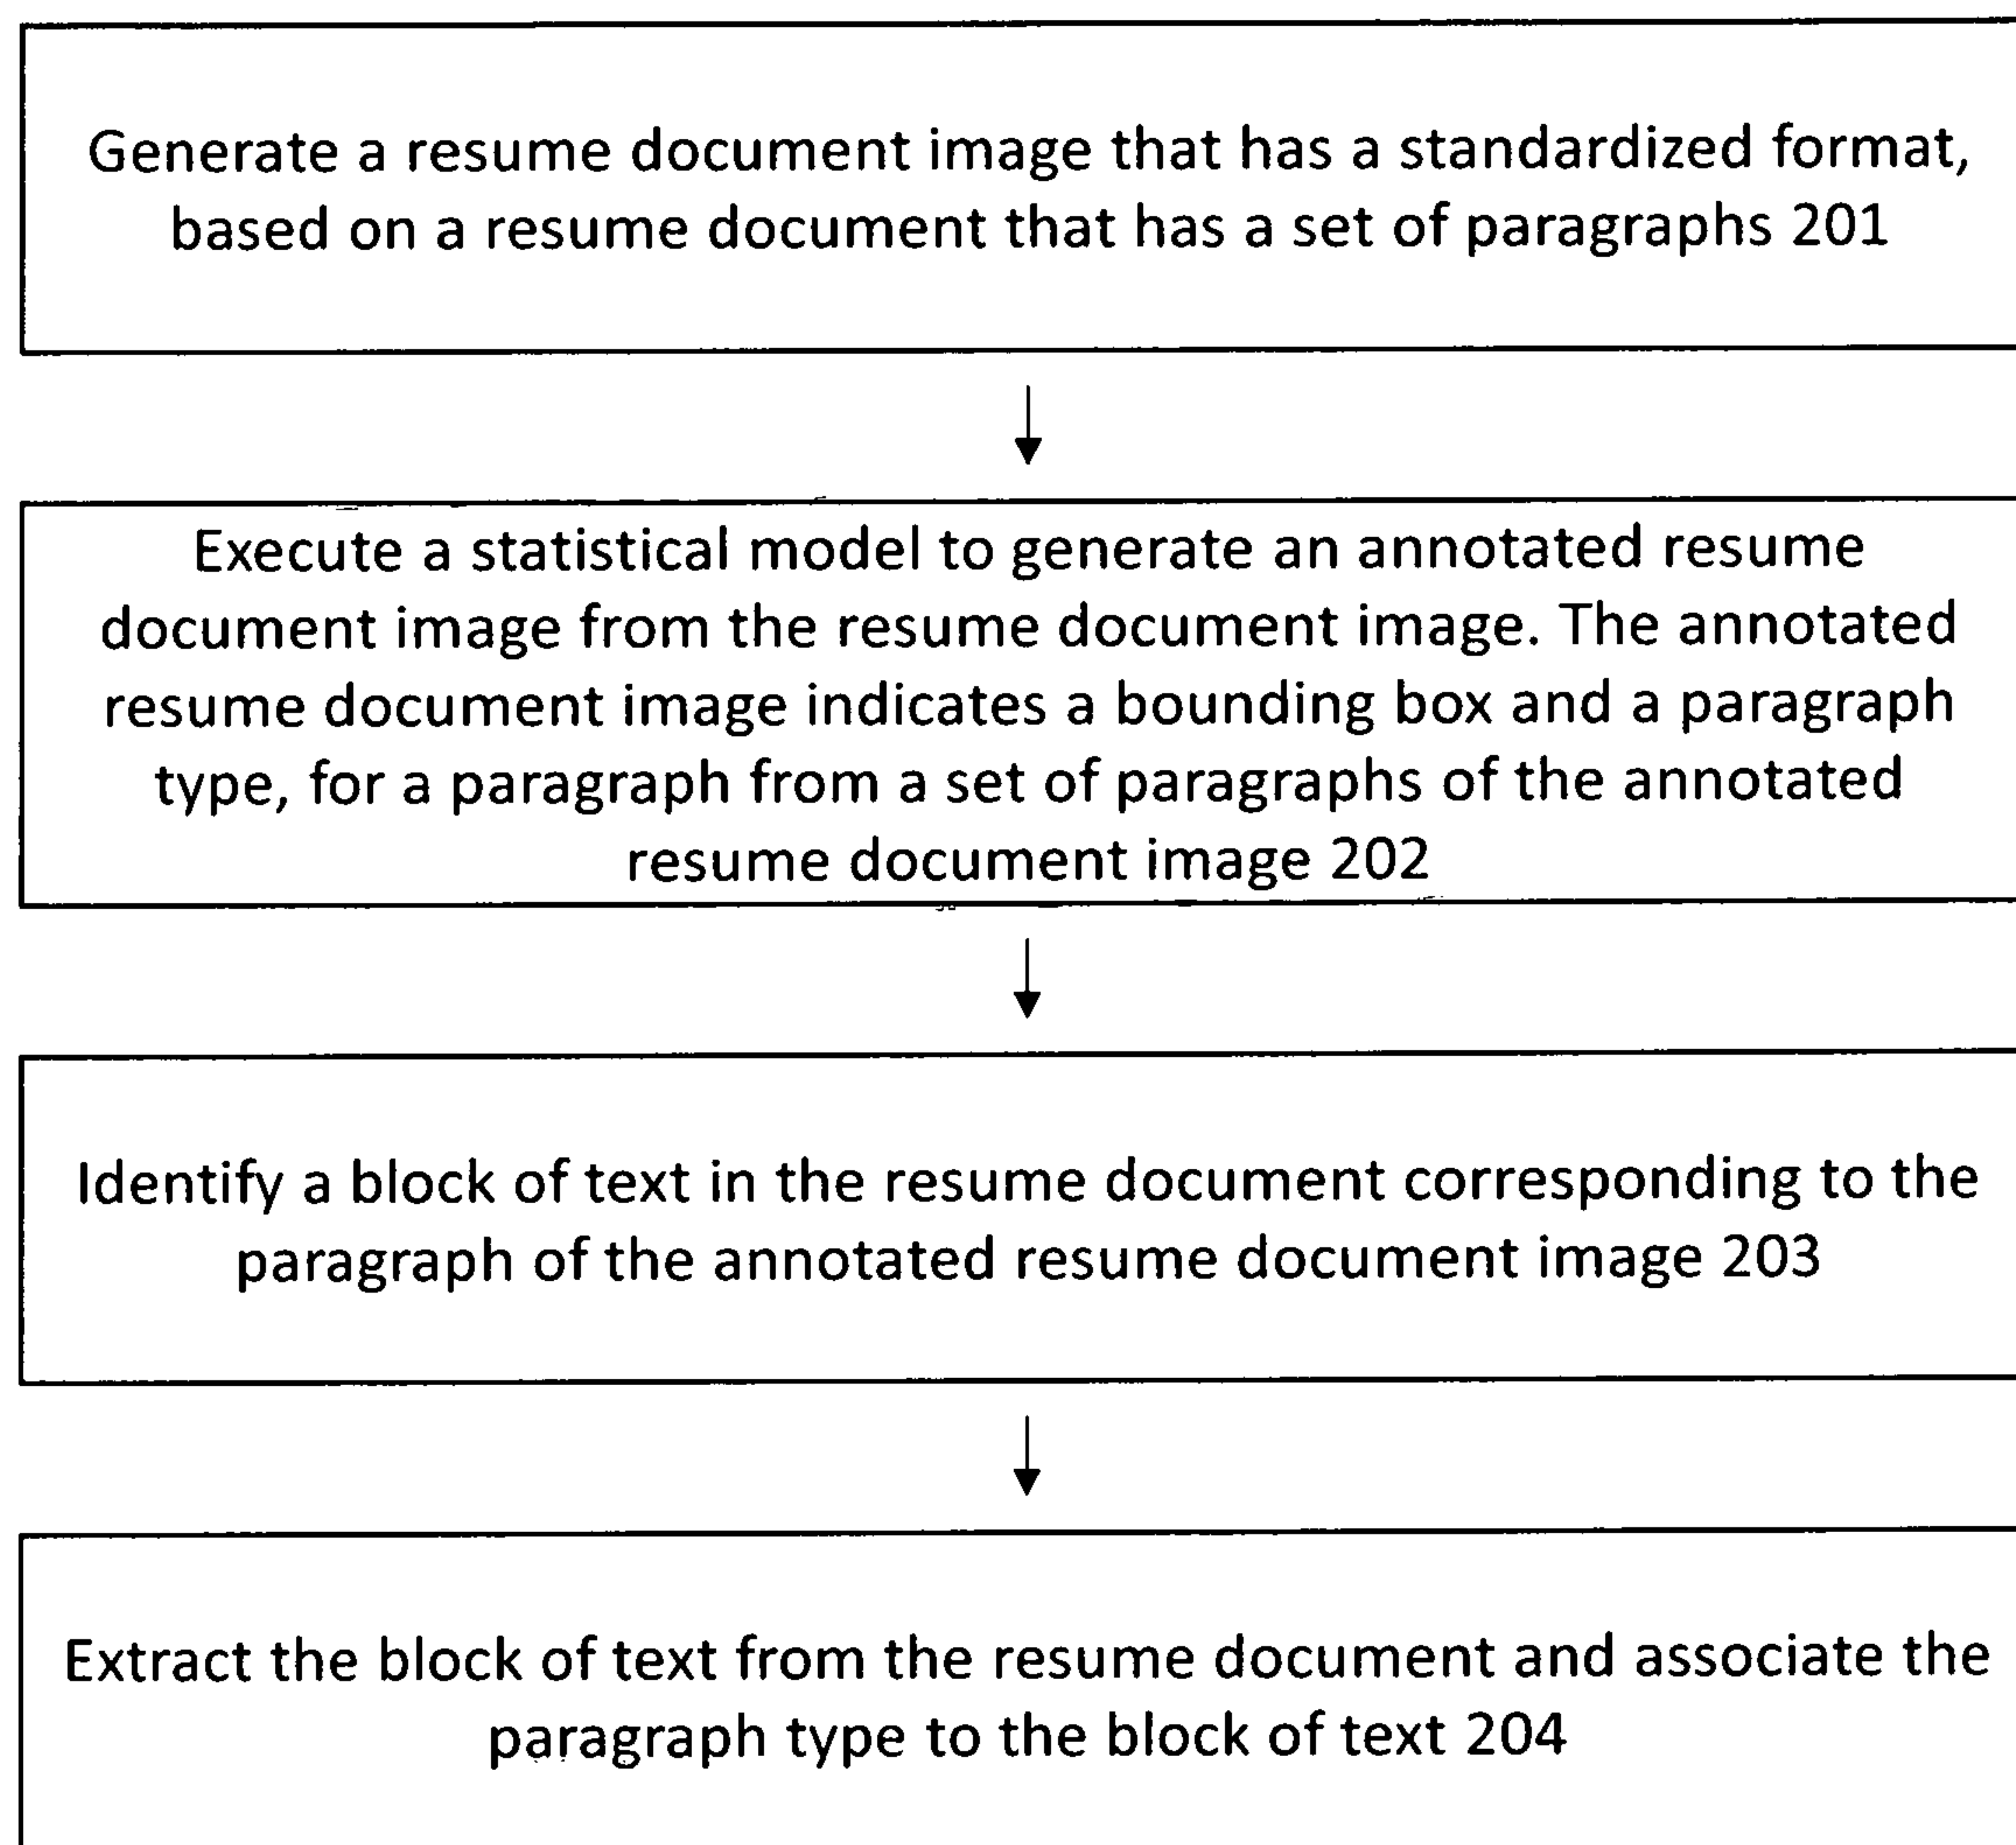 Generate a resume document image that has a standardized format,
based on a resume document that has a set of paragraphs 201
Execute a statistical model to generate an annotated resume
document image from the resume document image. The annotated
resume document image indicates a bounding box and a paragraph
type, for a paragraph from a set of paragraphs of the annotated
resume document image 202
Identify a block of text in the resume document corresponding to the
paragraph of the annotated resume document image 203
Extract the block of text from the resume document and associate the
paragraph type to the block of text 204